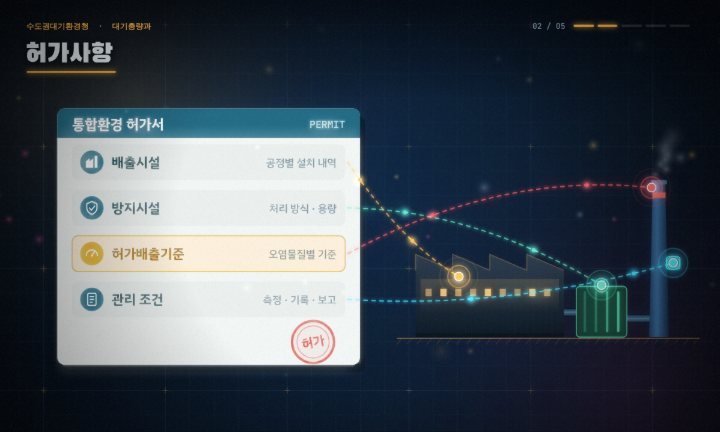 수도권대기환경청 · 대기총량과
02 / 05
허가사항
통합환경 허가서
PERMIT
배출시설
공정별 설치 내역
방지시설
처리 방식 · 용량
허가배출기준
오염물질별 기준
관리 조건
측정 · 기록 · 보고
허가